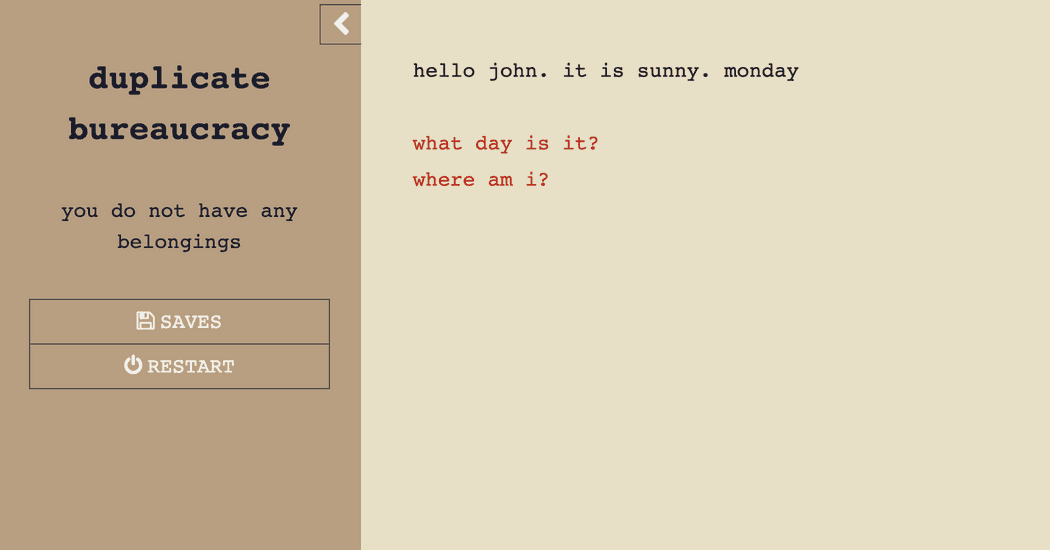 duplicate
bureaucracy
you do not have any
belongings
SAVES
RESTART
hello john. it is sunny. monday
what day is it?
where am i?